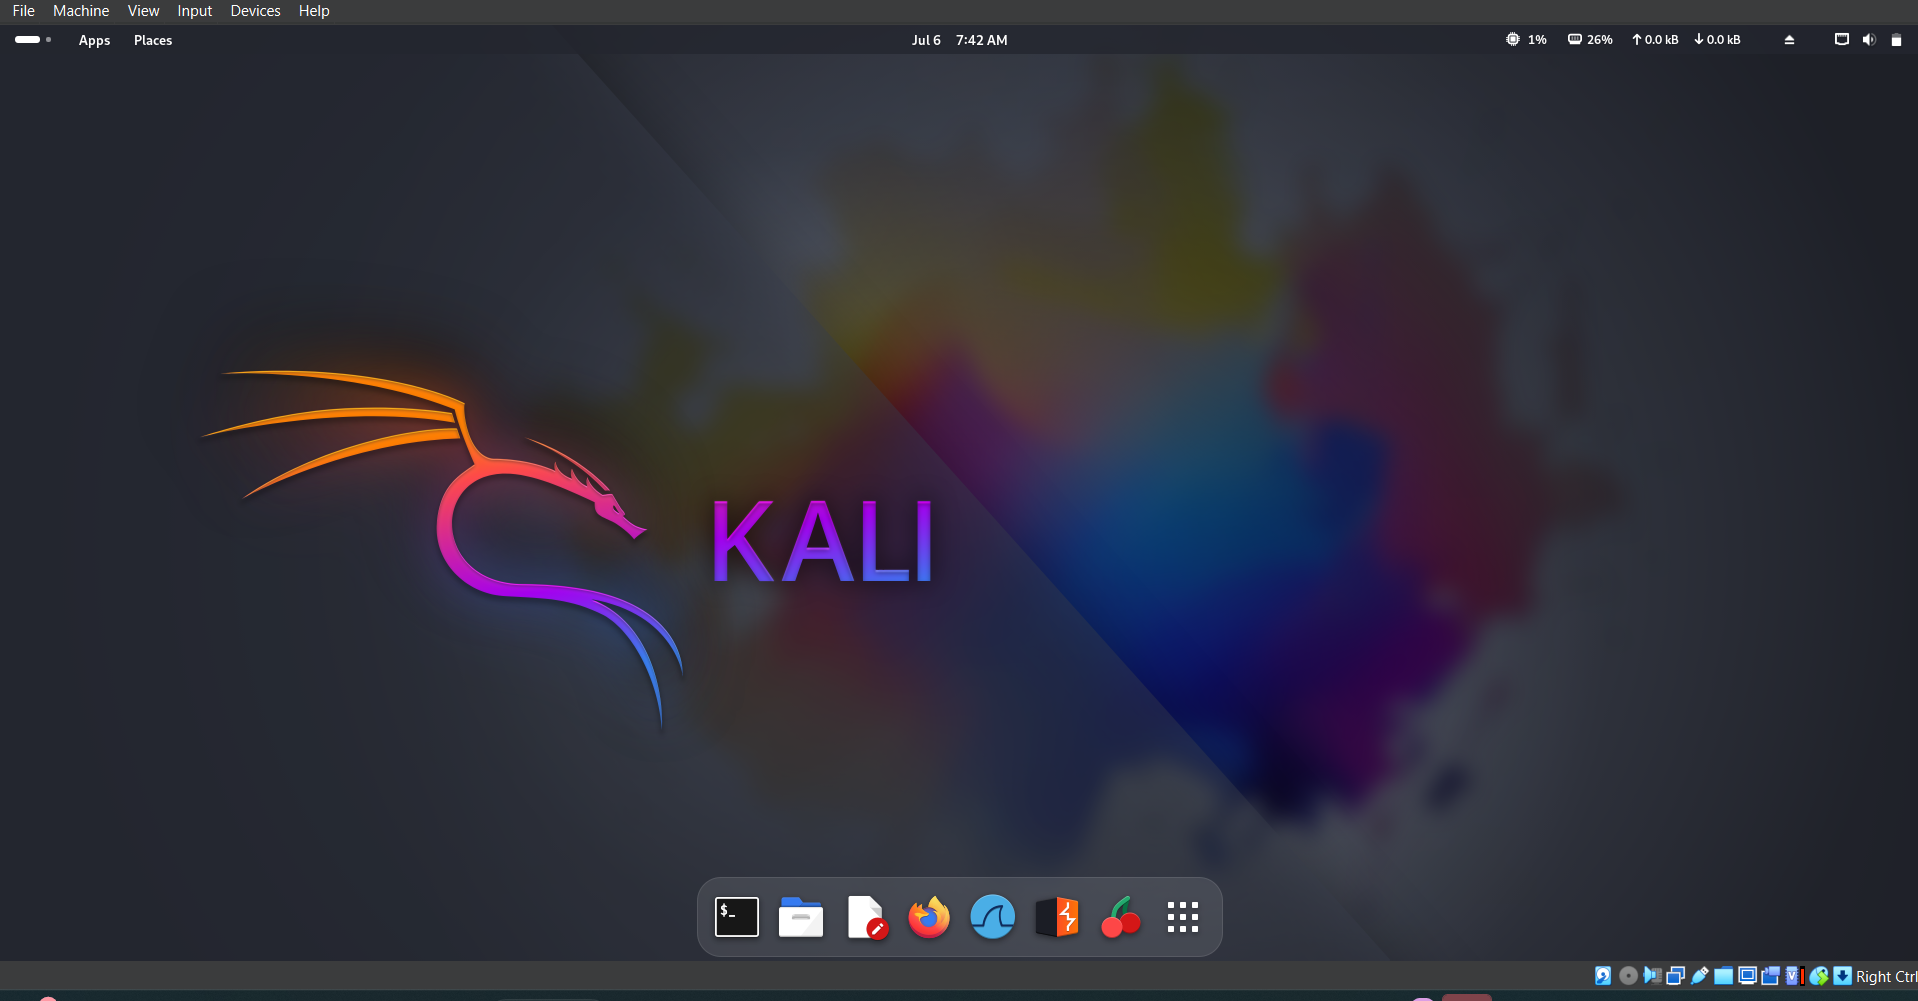 File Machine View Input Devices Help
Apps Places Jul 6 7:42 AM 1% 26% 0.0 kB 0.0 kB
KALI
$_
Right Ctrl